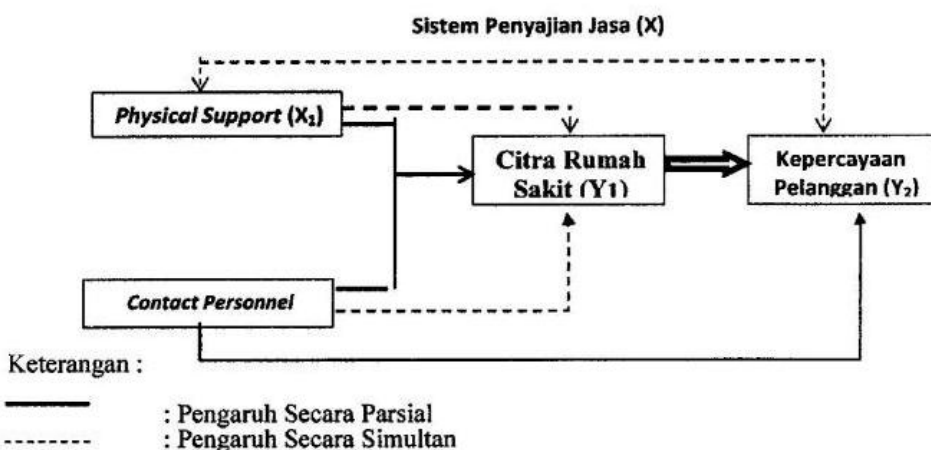 Sistem Penyajian Jasa (X)
Physical Support (X₁)
Citra Rumah
Sakit (Y1)
Kepercayaan
Pelanggan (Y₂)
Contact Personnel
Keterangan :
: Pengaruh Secara Parsial
: Pengaruh Secara Simultan